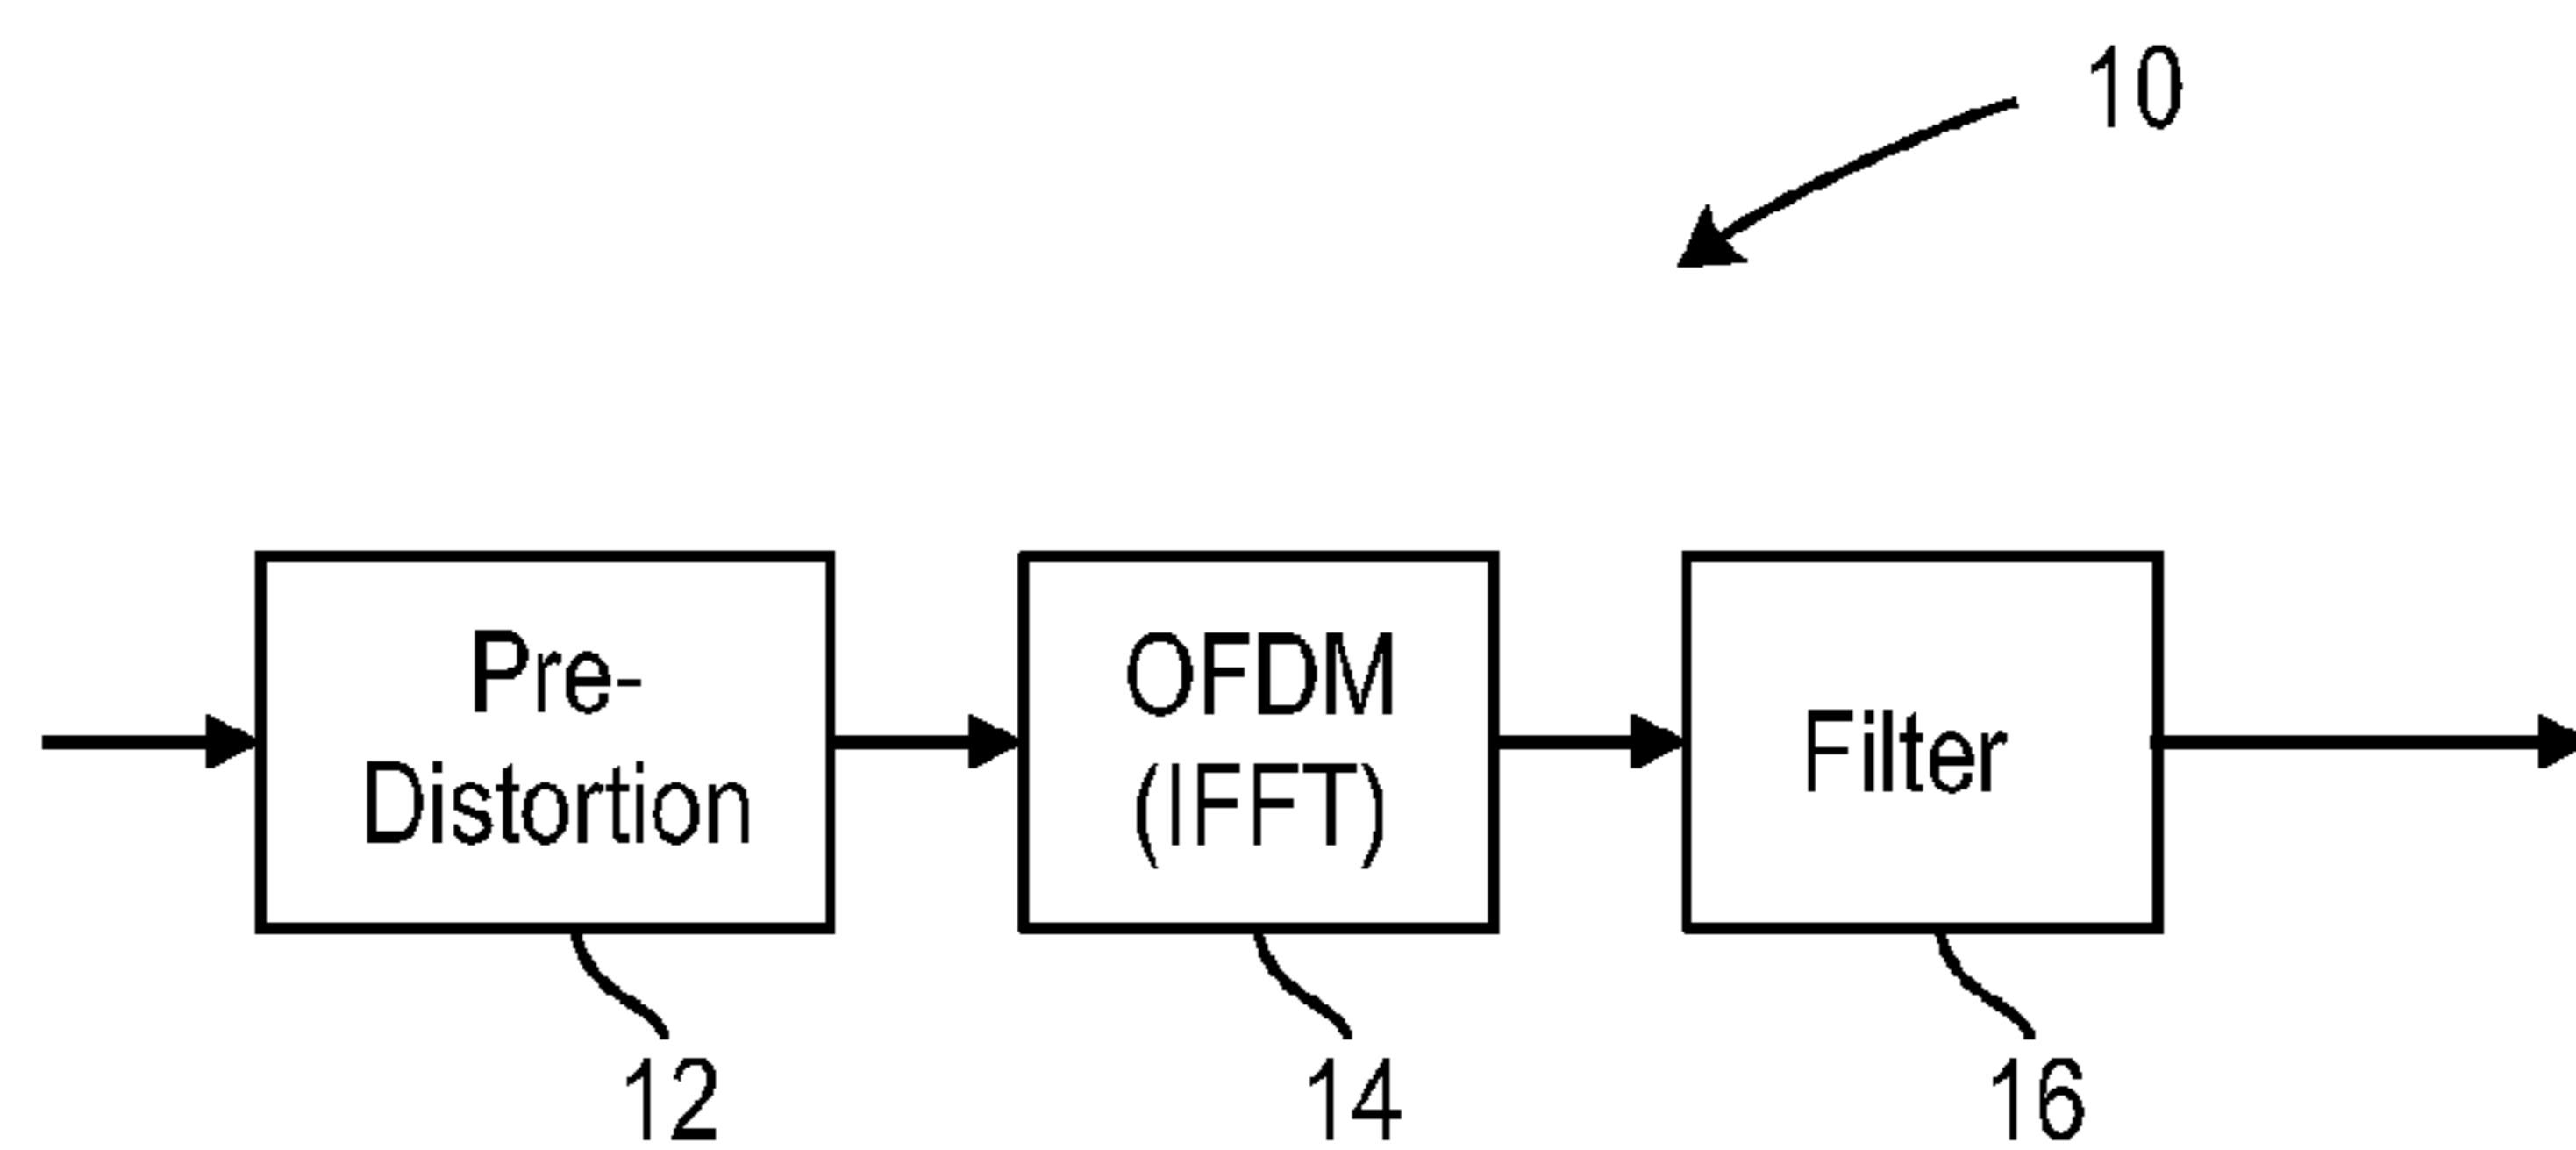 10
Pre-
Distortion
OFDM
(IFFT)
Filter
12
14
16